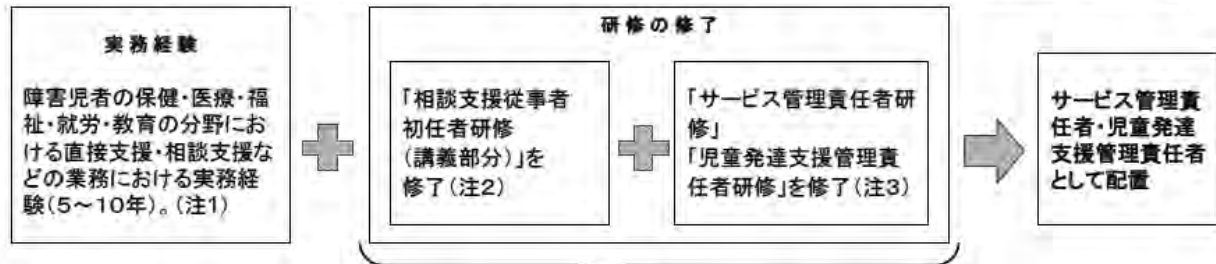 実務経験
障害児者の保健・医療・福
祉・就労・教育の分野にお
ける直接支援・相談支援な
どの業務における実務経
験(5～10年)。(注1)
研修の修了
「相談支援従事者
初任者研修
(講義部分)」を
修了(注2)
「サービス管理責任者研
修」
「児童発達支援管理責
任者研修」を修了(注3)
サービス管理責
任者・児童発達
支援管理責任者
として配置